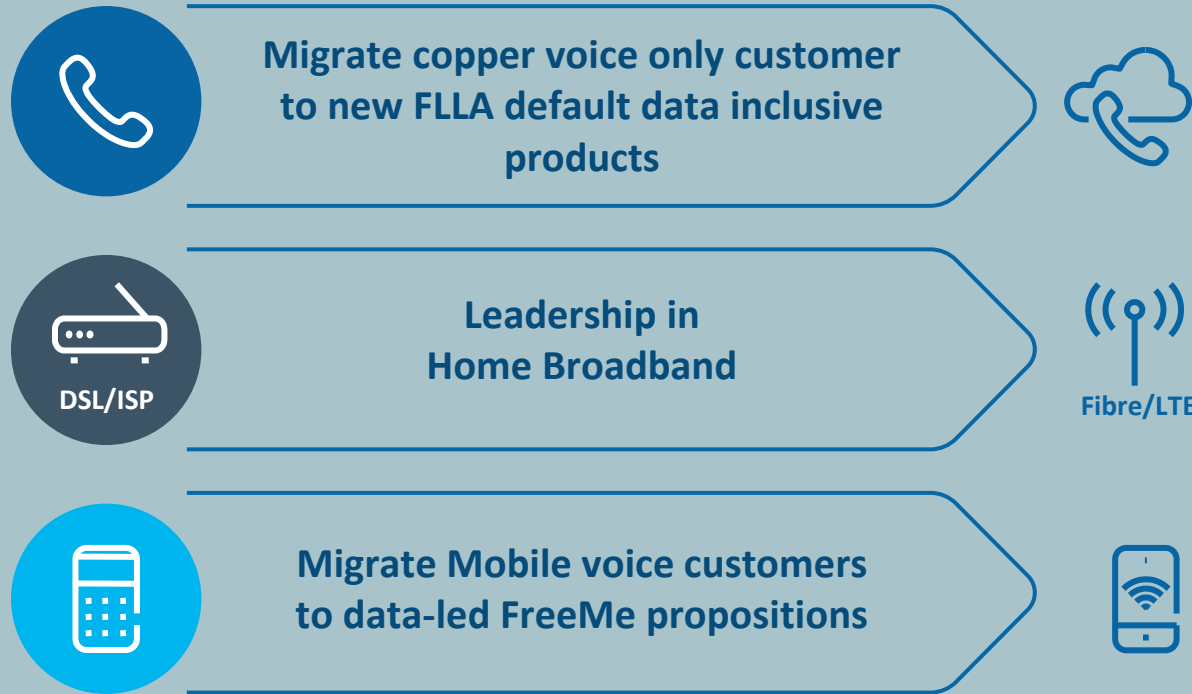 Migrate copper voice only customer
to new FLLA default data inclusive
products
DSL/ISP
Leadership in
Home Broadband
Fibre/LTE
Migrate Mobile voice customers
to data-led FreeMe propositions